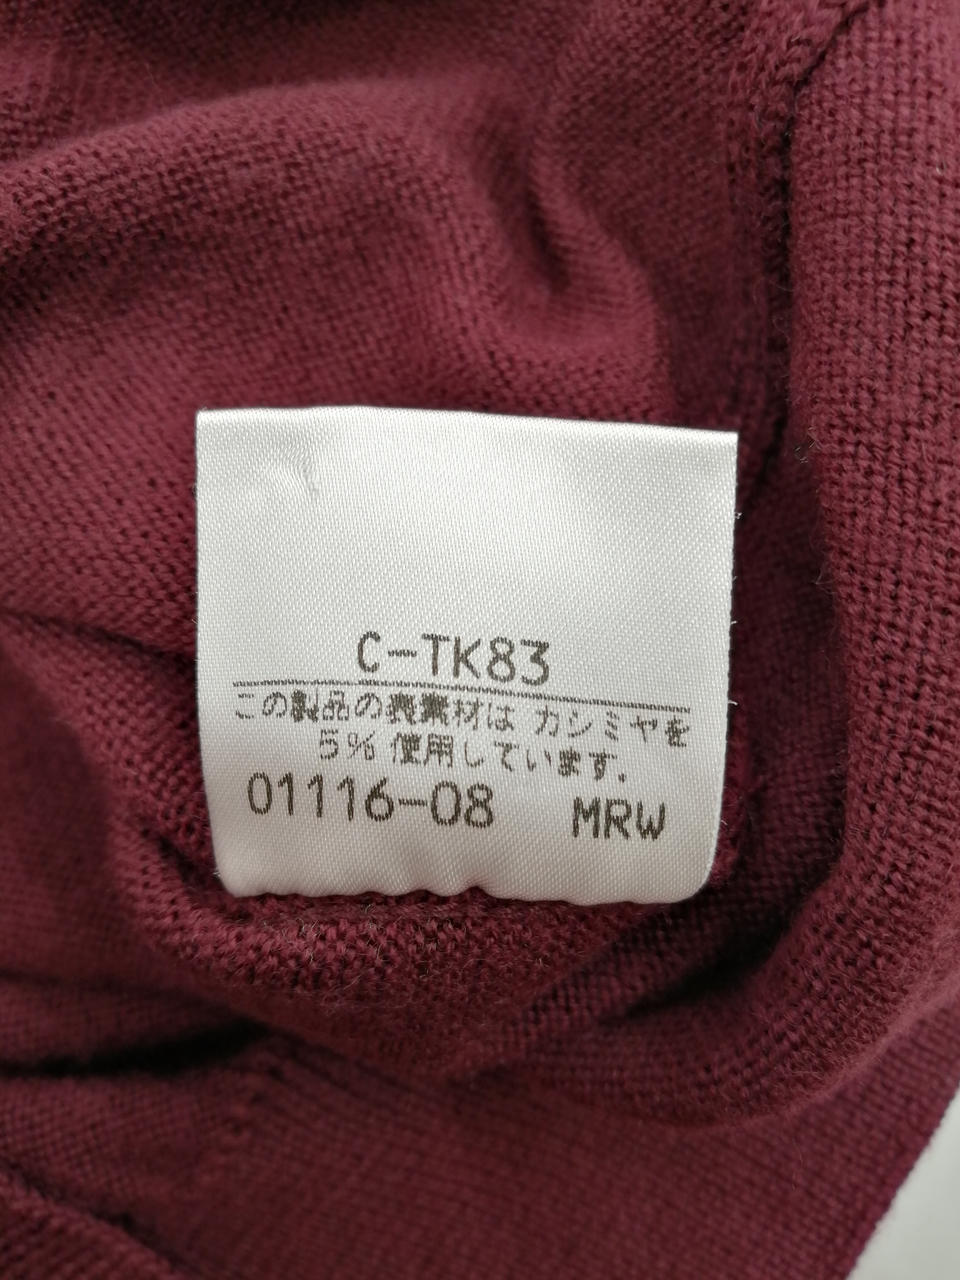 C-TK83
この製品の表素材は カシミヤを
5% 使用しています.
01116-08 MRW